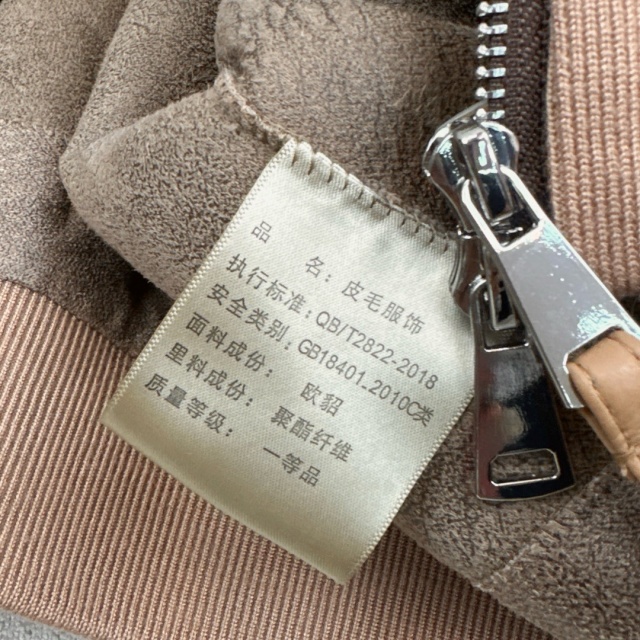 品　　名：皮毛服饰
执行标准：QB/T2822-2018
安全类别：GB18401.2010C类
面料成份：　欧貂
里料成份：　聚酯纤维
质量等级：　一等品